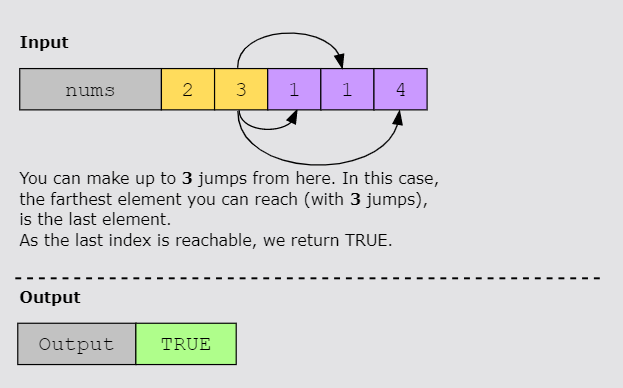 Input
nums 2 3 1 1 4
You can make up to 3 jumps from here. In this case,
the farthest element you can reach (with 3 jumps),
is the last element.
As the last index is reachable, we return TRUE.
Output
Output TRUE